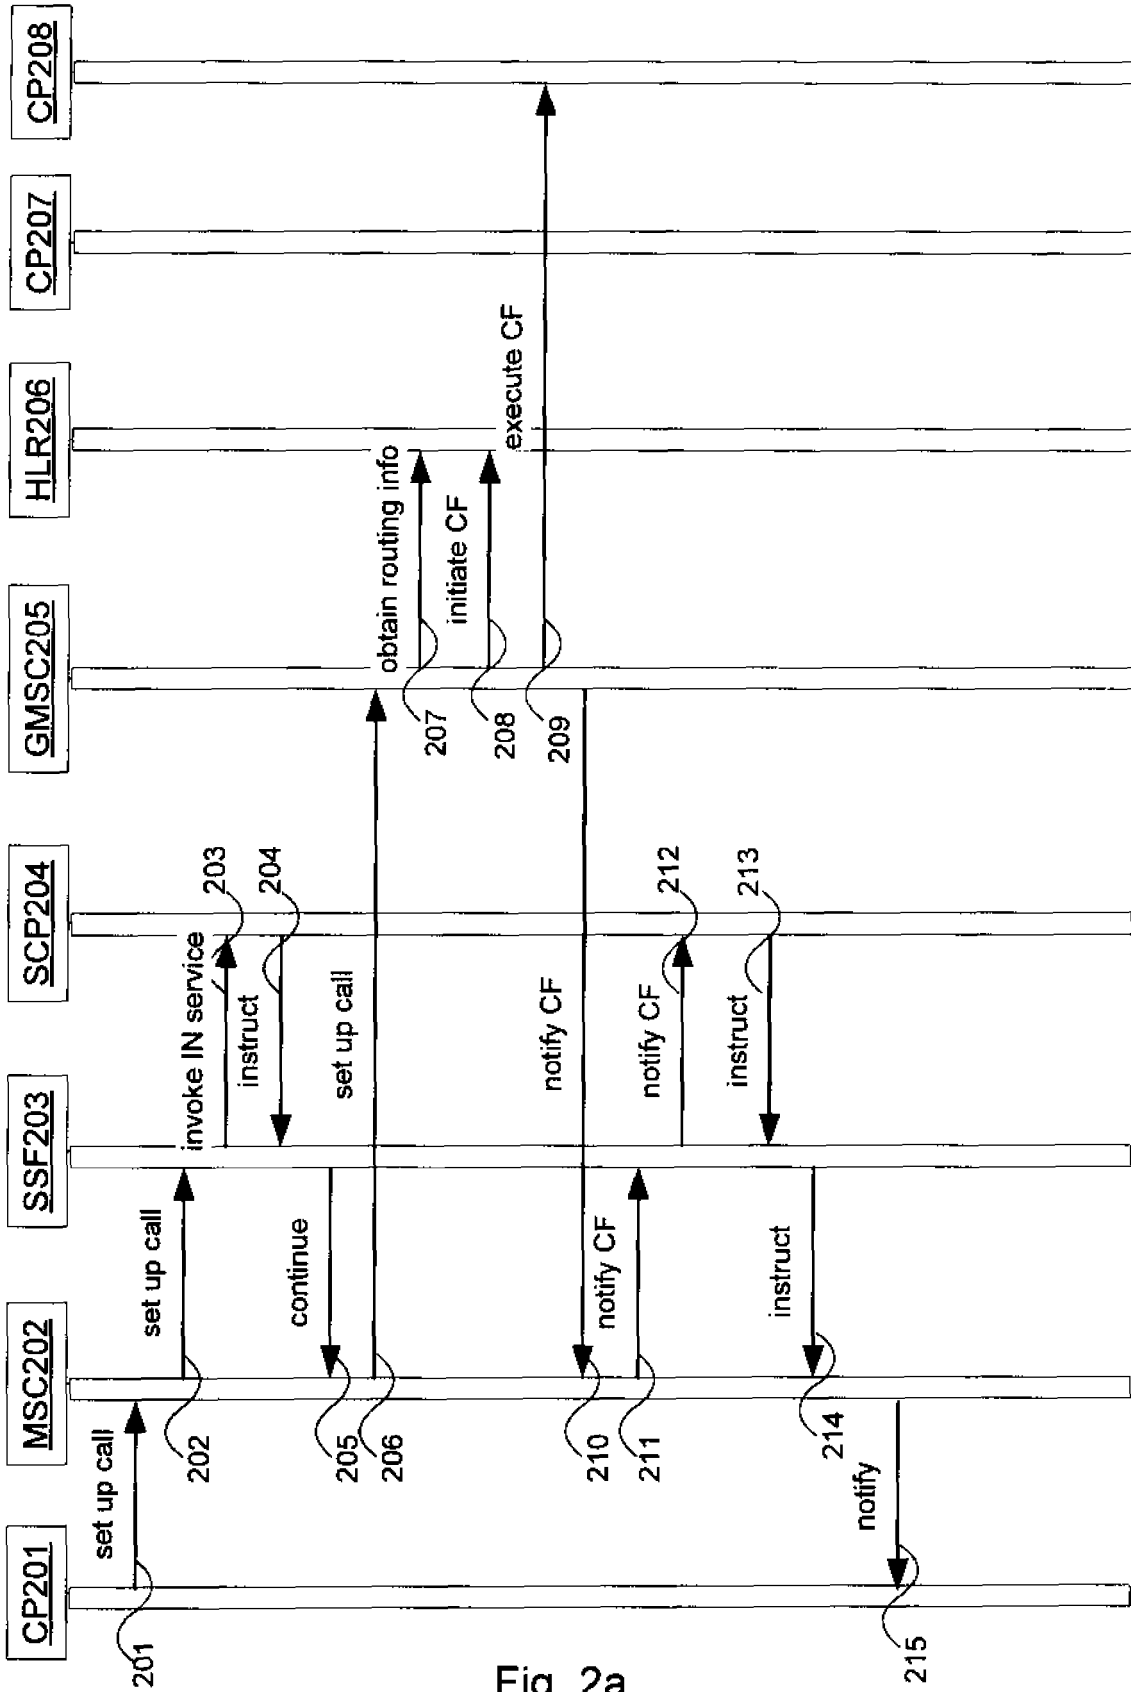 CP201
MSC202
SSF203
SCP204
GMSC205
HLR206
CP207
CP208
set up call
201
set up call
202
invoke IN service
203
instruct
204
continue
205
set up call
206
obtain routing info
207
initiate CF
208
execute CF
209
notify CF
210
notify CF
211
notify CF
212
instruct
213
instruct
214
notify
215
Fig. 2a